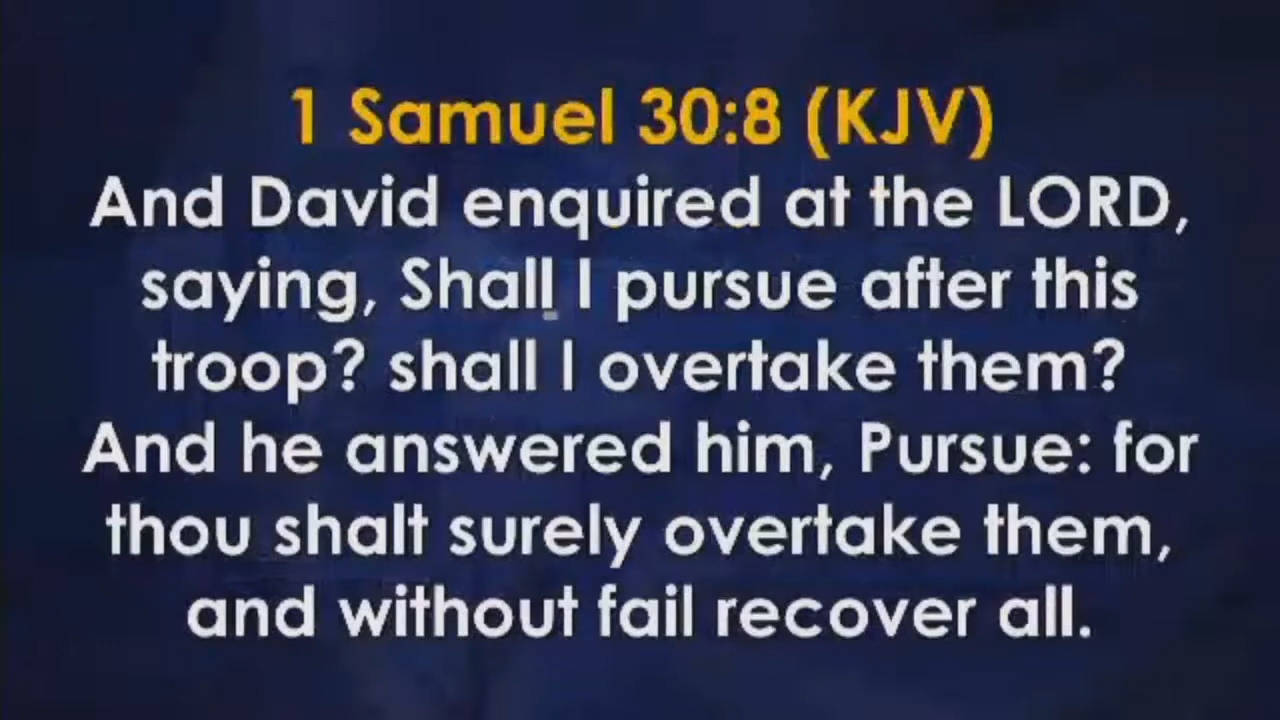 1 Samuel 30:8 (KJV)
And David enquired at the LORD,
saying, Shall I pursue after this
troop? shall I overtake them?
And he answered him, Pursue: for
thou shalt surely overtake them,
and without fail recover all.